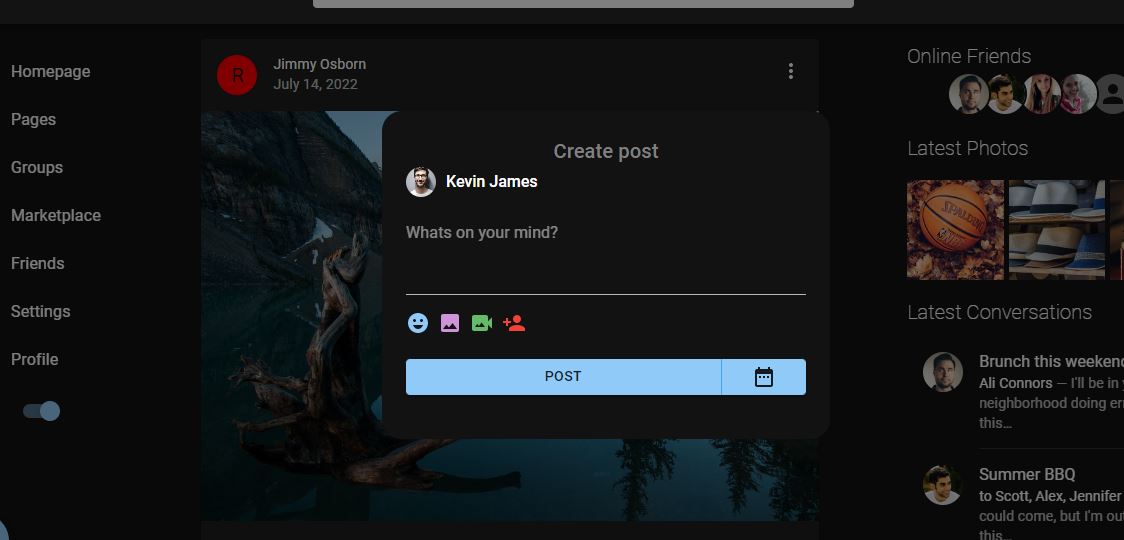 Homepage
Pages
Groups
Marketplace
Friends
Settings
Profile
R
Jimmy Osborn
July 14, 2022
Create post
Kevin James
Whats on your mind?
POST
Online Friends
Latest Photos
SPALDING
Latest Conversations
Brunch this weekend
Ali Connors — I'll be in
neighborhood doing er
this...
Summer BBQ
to Scott, Alex, Jennifer
could come, but I'm ou
this...